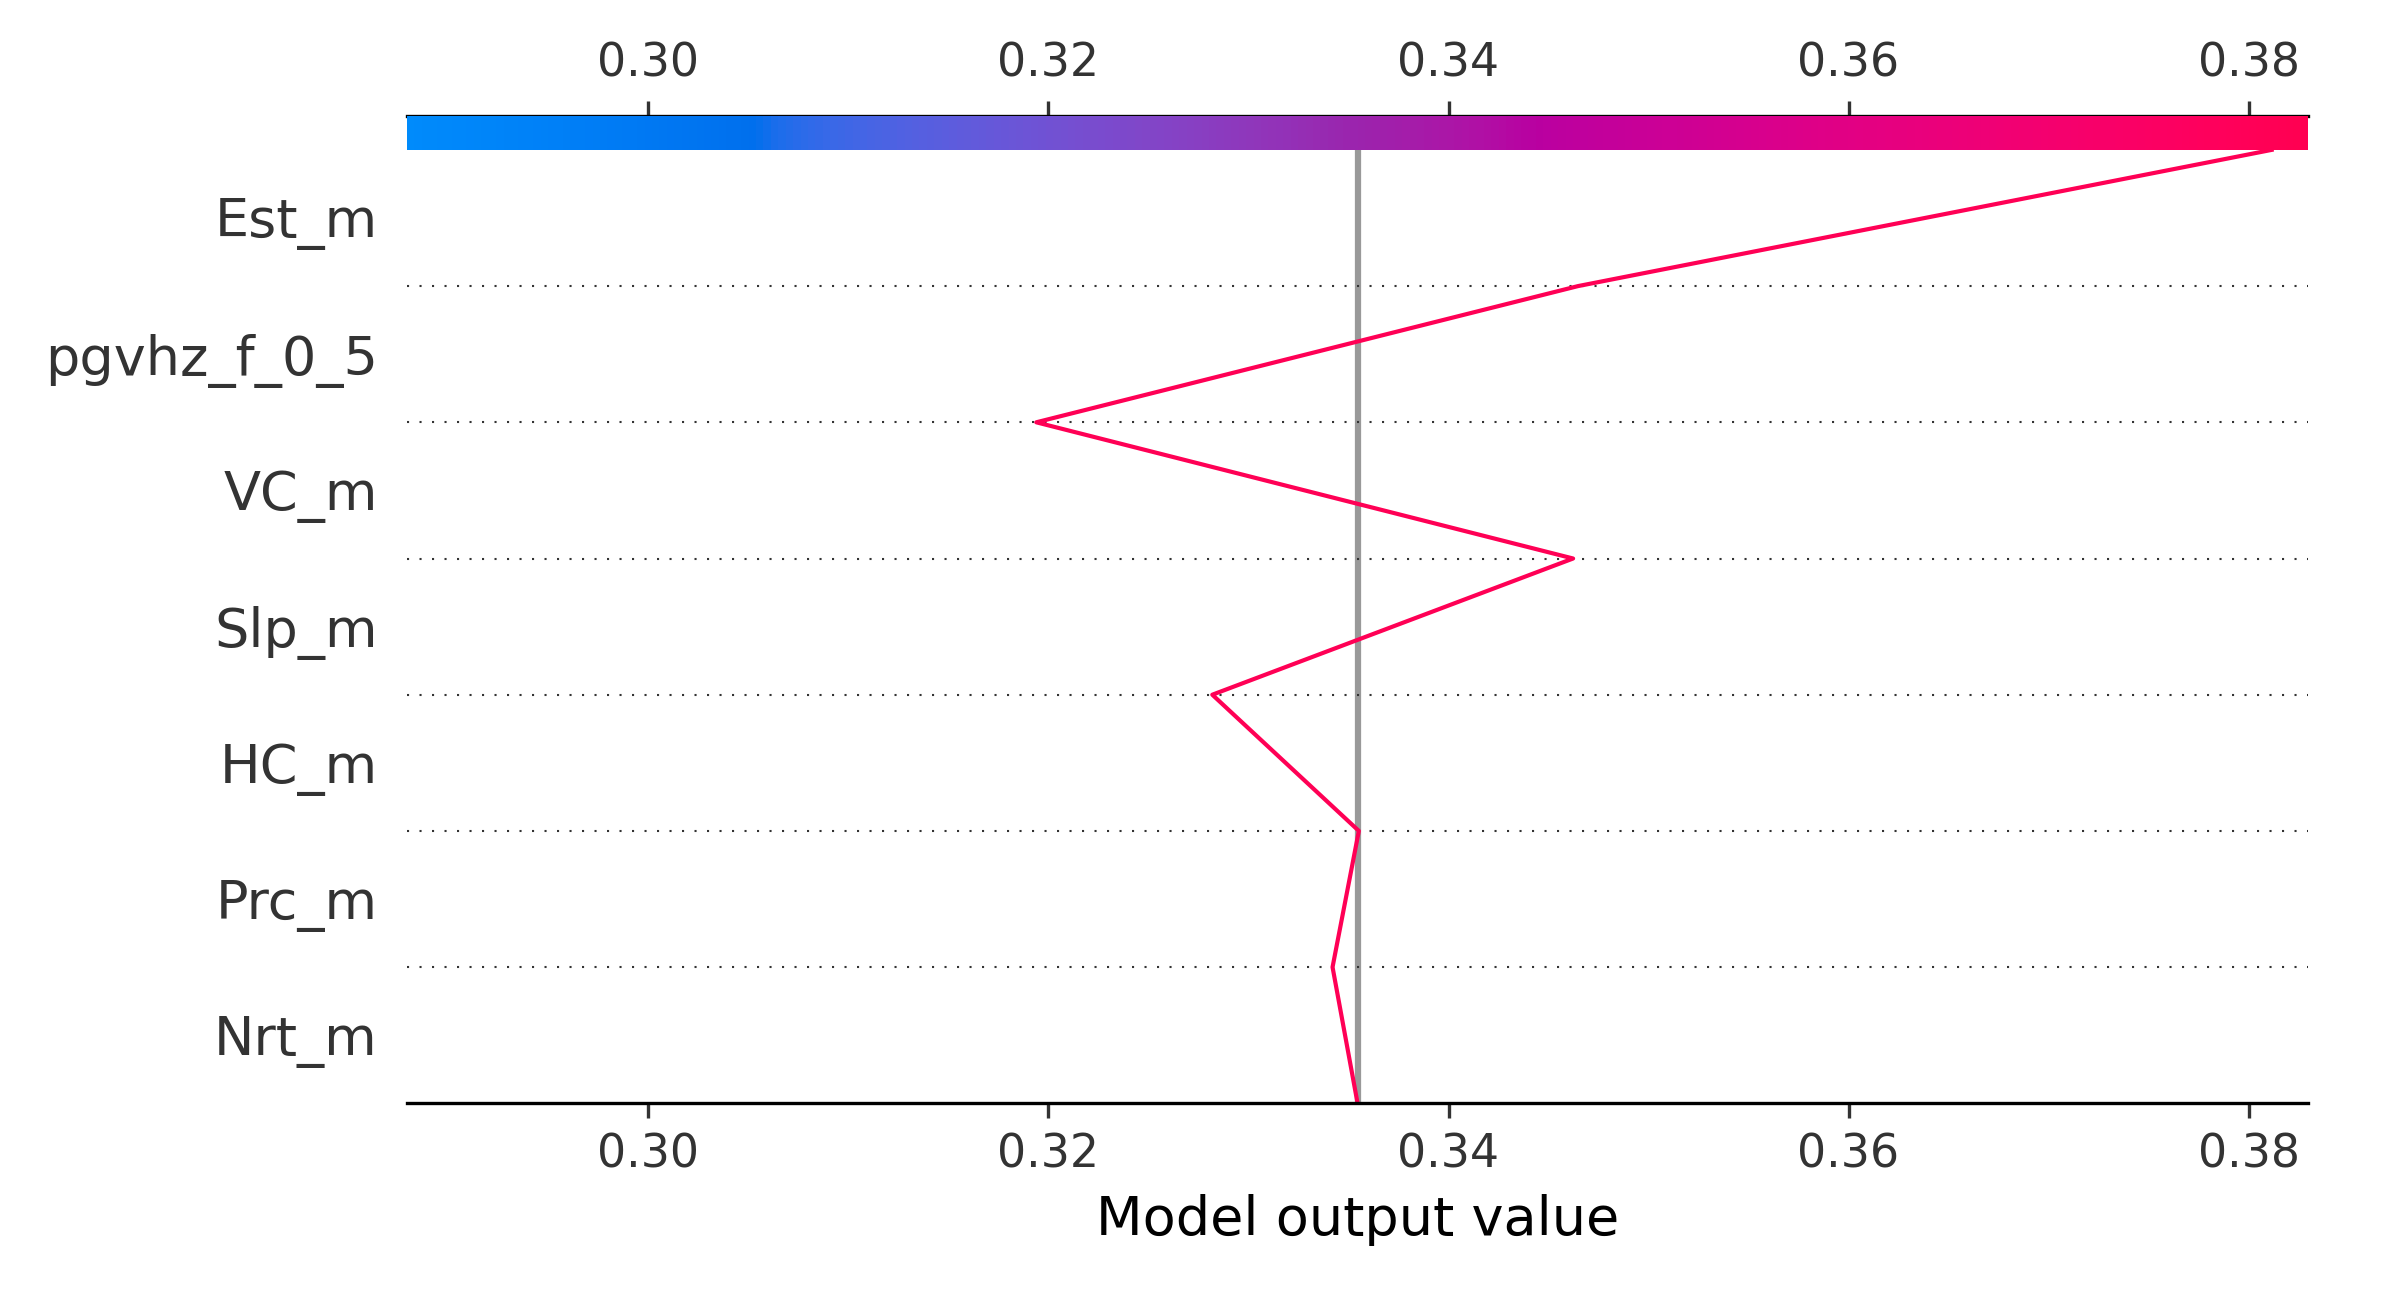 0.30 0.32 0.34 0.36 0.38
Est_m
pgvhz_f_0_5
VC_m
Slp_m
HC_m
Prc_m
Nrt_m
0.30 0.32 0.34 0.36 0.38
Model output value